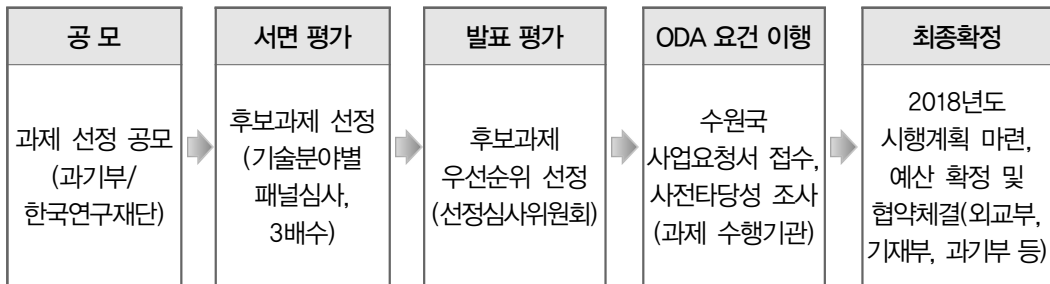 공 모
과제 선정 공모
(과기부/
한국연구재단)
서면 평가
후보과제 선정
(기술분야별
패널심사,
3배수)
발표 평가
후보과제
우선순위 선정
(선정심사위원회)
ODA 요건 이행
수원국
사업요청서 접수,
사전타당성 조사
(과제 수행기관)
최종확정
2018년도
시행계획 마련,
예산 확정 및
협약체결(외교부,
기재부, 과기부 등)